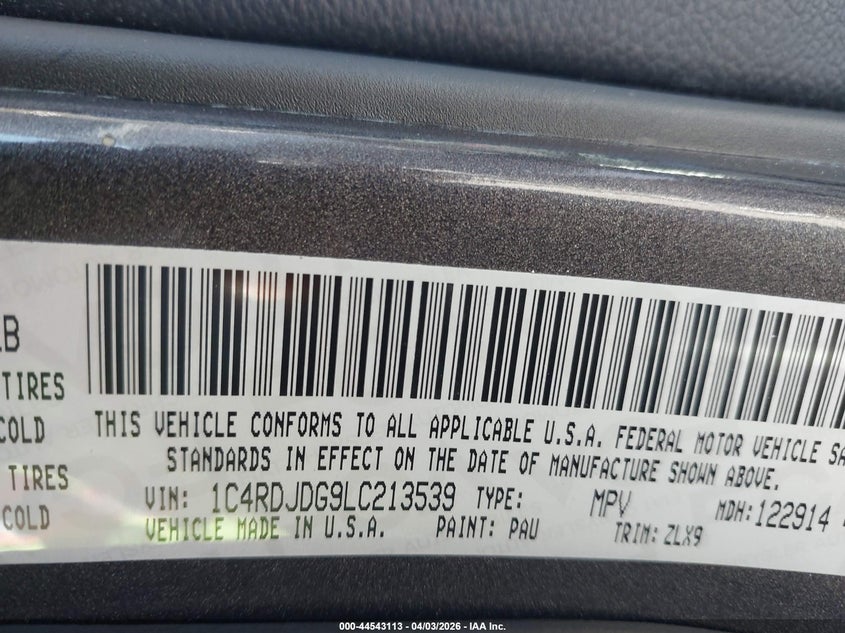 LB
TIRES
COLD
TIRES
COLD
THIS VEHICLE CONFORMS TO ALL APPLICABLE U.S.A. FEDERAL MOTOR VEHICLE SA
STANDARDS IN EFFECT ON THE DATE OF MANUFACTURE SHOWN ABOVE.
VIN: 1C4RDJDG9LC213539 TYPE: MPV MDH:122914
VEHICLE MADE IN U.S.A. PAINT: PAU TRIM: ZLX9
000-44543113 - 04/03/2026 - IAA Inc.